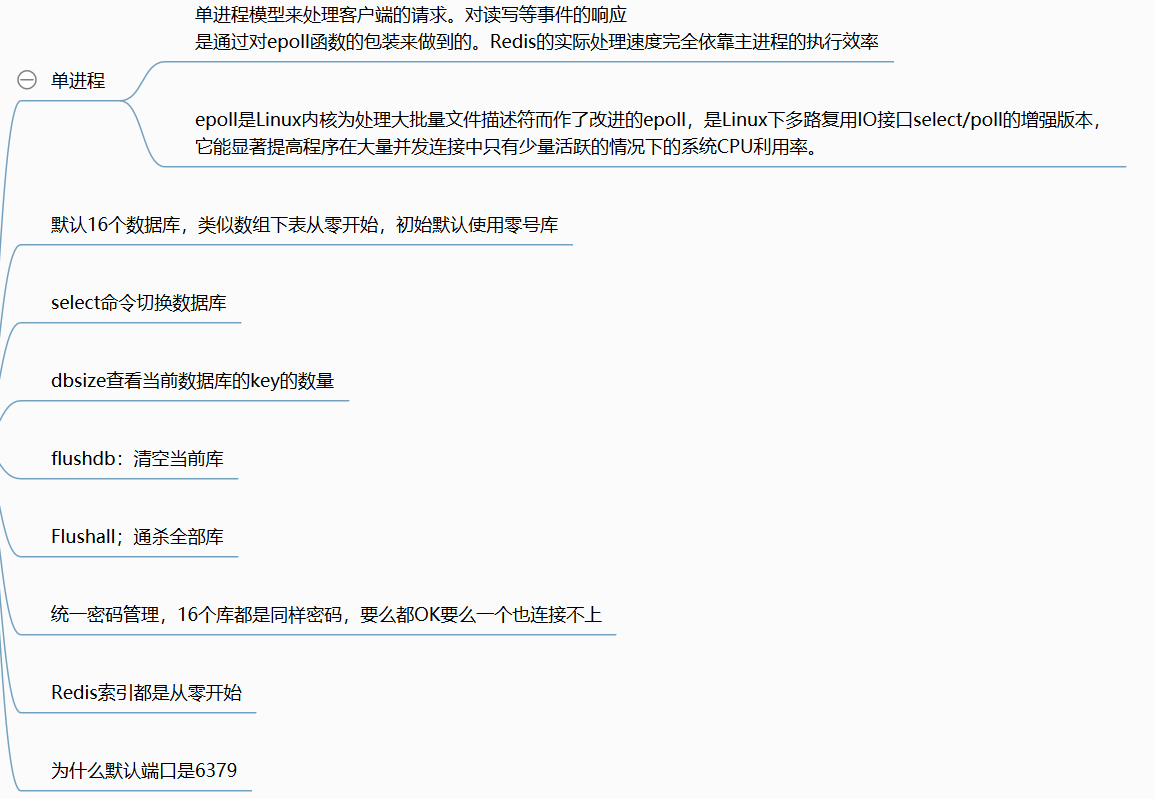 单进程模型来处理客户端的请求。对读写等事件的响应
是通过对epoll函数的包装来做到的。Redis的实际处理速度完全依靠主进程的执行效率
单进程
epoll是Linux内核为处理大批量文件描述符而作了改进的epoll，是Linux下多路复用IO接口select/poll的增强版本，
它能显著提高程序在大量并发连接中只有少量活跃的情况下的系统CPU利用率。
默认16个数据库，类似数组下表从零开始，初始默认使用零号库
select命令切换数据库
dbsize查看当前数据库的key的数量
flushdb：清空当前库
Flushall；通杀全部库
统一密码管理，16个库都是同样密码，要么都OK要么一个也连接不上
Redis索引都是从零开始
为什么默认端口是6379